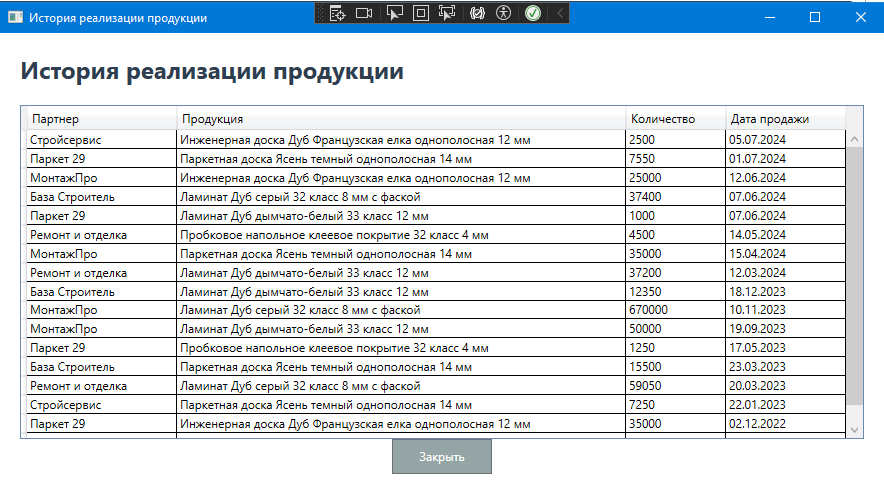 История реализации продукции
История реализации продукции
Партнер Продукция Количество Дата продажи
Стройсервис Инженерная доска Дуб Французская елка однополосная 12 мм 2500 05.07.2024
Паркет 29 Паркетная доска Ясень темный однополосная 14 мм 7550 01.07.2024
МонтажПро Инженерная доска Дуб Французская елка однополосная 12 мм 25000 12.06.2024
База Строитель Ламинат Дуб серый 32 класс 8 мм с фаской 37400 07.06.2024
Паркет 29 Ламинат Дуб дымчато-белый 33 класс 12 мм 1000 07.06.2024
Ремонт и отделка Пробковое напольное клеевое покрытие 32 класс 4 мм 4500 14.05.2024
МонтажПро Паркетная доска Ясень темный однополосная 14 мм 35000 15.04.2024
Ремонт и отделка Ламинат Дуб дымчато-белый 33 класс 12 мм 37200 12.03.2024
База Строитель Ламинат Дуб дымчато-белый 33 класс 12 мм 12350 18.12.2023
МонтажПро Ламинат Дуб серый 32 класс 8 мм с фаской 670000 10.11.2023
МонтажПро Ламинат Дуб дымчато-белый 33 класс 12 мм 50000 19.09.2023
Паркет 29 Пробковое напольное клеевое покрытие 32 класс 4 мм 1250 17.05.2023
База Строитель Паркетная доска Ясень темный однополосная 14 мм 15500 23.03.2023
Ремонт и отделка Ламинат Дуб серый 32 класс 8 мм с фаской 59050 20.03.2023
Стройсервис Паркетная доска Ясень темный однополосная 14 мм 7250 22.01.2023
Паркет 29 Инженерная доска Дуб Французская елка однополосная 12 мм 35000 02.12.2022
Закрыть